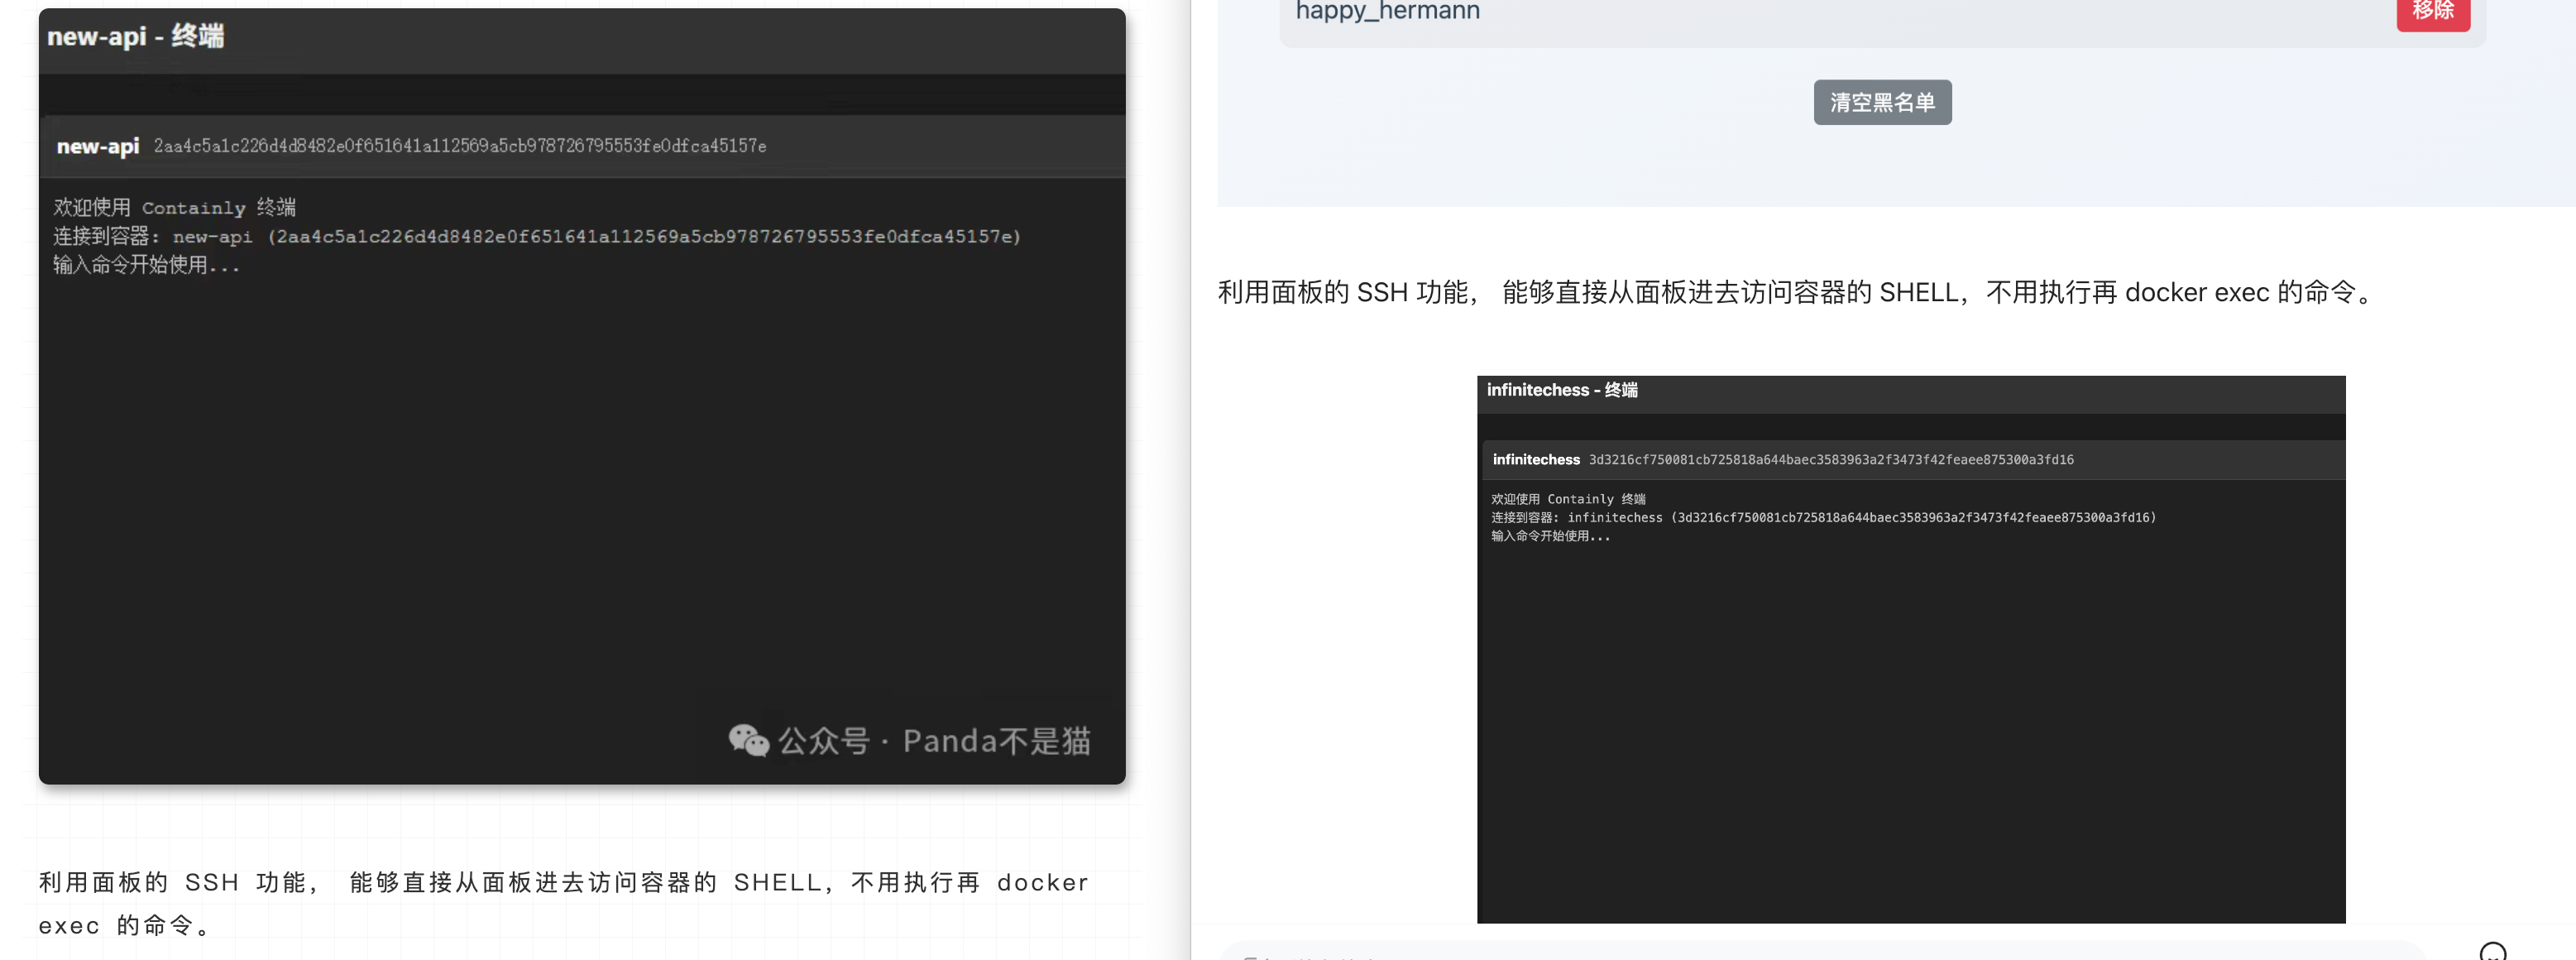 new-api - 终端
new-api 2aa4c5a1c226d4d8482e0f651641a112569a5cb978726795553fe0dfca45157e
欢迎使用 Containly 终端
连接到容器: new-api (2aa4c5a1c226d4d8482e0f651641a112569a5cb978726795553fe0dfca45157e)
输入命令开始使用...
公众号 · Panda不是猫
利用面板的 SSH 功能， 能够直接从面板进去访问容器的 SHELL，不用执行再 docker
exec 的命令。
happy_hermann
移除
清空黑名单
利用面板的 SSH 功能， 能够直接从面板进去访问容器的 SHELL，不用执行再 docker exec 的命令。
infinitechess - 终端
infinitechess 3d3216cf750081cb725818a644baec3583963a2f3473f42feaee875300a3fd16
欢迎使用 Containly 终端
连接到容器: infinitechess (3d3216cf750081cb725818a644baec3583963a2f3473f42feaee875300a3fd16)
输入命令开始使用...